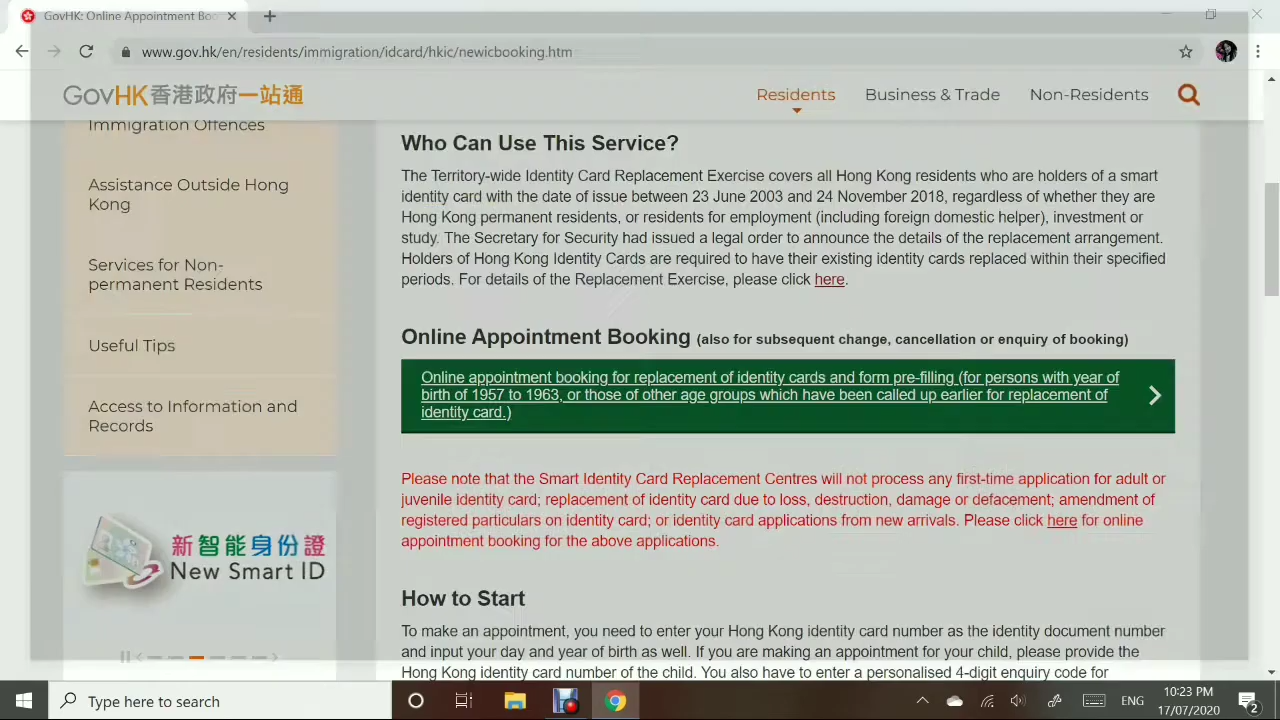 GovHK: Online Appointment Boo
www.gov.hk/en/residents/immigration/idcard/hkic/newicbooking.htm
GovHK香港政府一站通
Residents
Business & Trade
Non-Residents
Immigration Offences
Assistance Outside Hong
Kong
Services for Non-
permanent Residents
Useful Tips
Access to Information and
Records
新智能身份證
New Smart ID
Who Can Use This Service?
The Territory-wide Identity Card Replacement Exercise covers all Hong Kong residents who are holders of a smart
identity card with the date of issue between 23 June 2003 and 24 November 2018, regardless of whether they are
Hong Kong permanent residents, or residents for employment (including foreign domestic helper), investment or
study. The Secretary for Security had issued a legal order to announce the details of the replacement arrangement.
Holders of Hong Kong Identity Cards are required to have their existing identity cards replaced within their specified
periods. For details of the Replacement Exercise, please click here.
Online Appointment Booking (also for subsequent change, cancellation or enquiry of booking)
Online appointment booking for replacement of identity cards and form pre-filling (for persons with year of
birth of 1957 to 1963, or those of other age groups which have been called up earlier for replacement of
identity card.)
Please note that the Smart Identity Card Replacement Centres will not process any first-time application for adult or
juvenile identity card; replacement of identity card due to loss, destruction, damage or defacement; amendment of
registered particulars on identity card; or identity card applications from new arrivals. Please click here for online
appointment booking for the above applications.
How to Start
To make an appointment, you need to enter your Hong Kong identity card number as the identity document number
and input your day and year of birth as well. If you are making an appointment for your child, please provide the
Hong Kong identity card number of the child. You also have to enter a personalised 4-digit enquiry code for
Type here to search
ENG
10:23 PM
17/07/2020
2